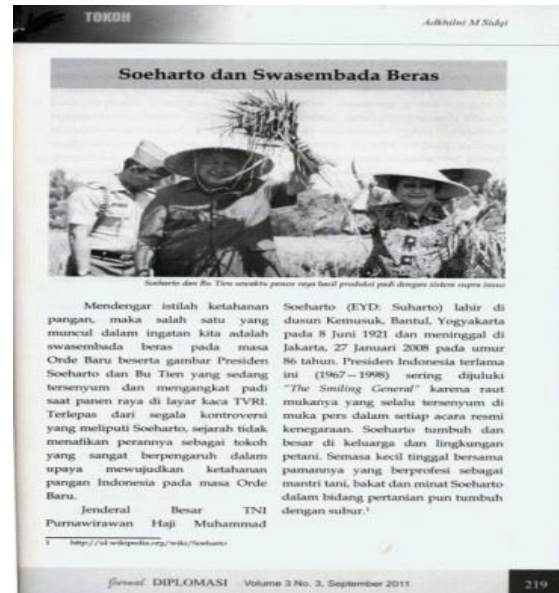 TOKOH
Adkhilni M Sidqi
Soeharto dan Swasembada Beras
Soeharto dan Bu Tien sewaktu panen raya hasil produksi padi dengan sistem supra insus
Mendengar istilah ketahanan
pangan, maka salah satu yang
muncul dalam ingatan kita adalah
swasembada beras pada masa
Orde Baru beserta gambar Presiden
Soeharto dan Bu Tien yang sedang
tersenyum dan mengangkat padi
saat panen raya di layar kaca TVRI.
Terlepas dari segala kontroversi
yang meliputi Soeharto, sejarah tidak
menafikan perannya sebagai tokoh
yang sangat berpengaruh dalam
upaya mewujudkan ketahanan
pangan Indonesia pada masa Orde
Baru.
Jenderal Besar TNI
Purnawirawan Haji Muhammad
Soeharto (EYD: Suharto) lahir di
dusun Kemusuk, Bantul, Yogyakarta
pada 8 Juni 1921 dan meninggal di
Jakarta, 27 Januari 2008 pada umur
86 tahun. Presiden Indonesia terlama
ini (1967—1998) sering dijuluki
"The Smiling General" karena raut
mukanya yang selalu tersenyum di
muka pers dalam setiap acara resmi
kenegaraan. Soeharto tumbuh dan
besar di keluarga dan lingkungan
petani. Semasa kecil tinggal bersama
pamannya yang berprofesi sebagai
mantri tani, bakat dan minat Soeharto
dalam bidang pertanian pun tumbuh
dengan subur.¹
1 http://id.wikipedia.org/wiki/Soeharto
Jurnal DIPLOMASI Volume 3 No. 3, September 2011
219